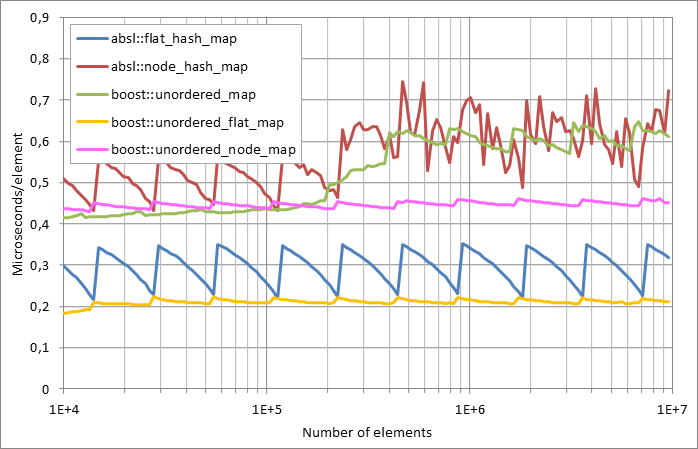 0,9
0,8
0,7
0,6
0,5
0,4
0,3
0,2
0,1
0
Microseconds/element
absl::flat_hash_map
absl::node_hash_map
boost::unordered_map
boost::unordered_flat_map
boost::unordered_node_map
1E+4 1E+5 1E+6 1E+7
Number of elements